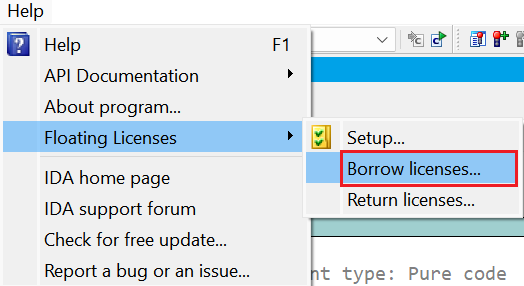 Help
Help F1
API Documentation
About program...
Floating Licenses
Setup...
Borrow licenses...
Return licenses...
IDA home page
IDA support forum
Check for free update...
Report a bug or an issue...
nt type: Pure code